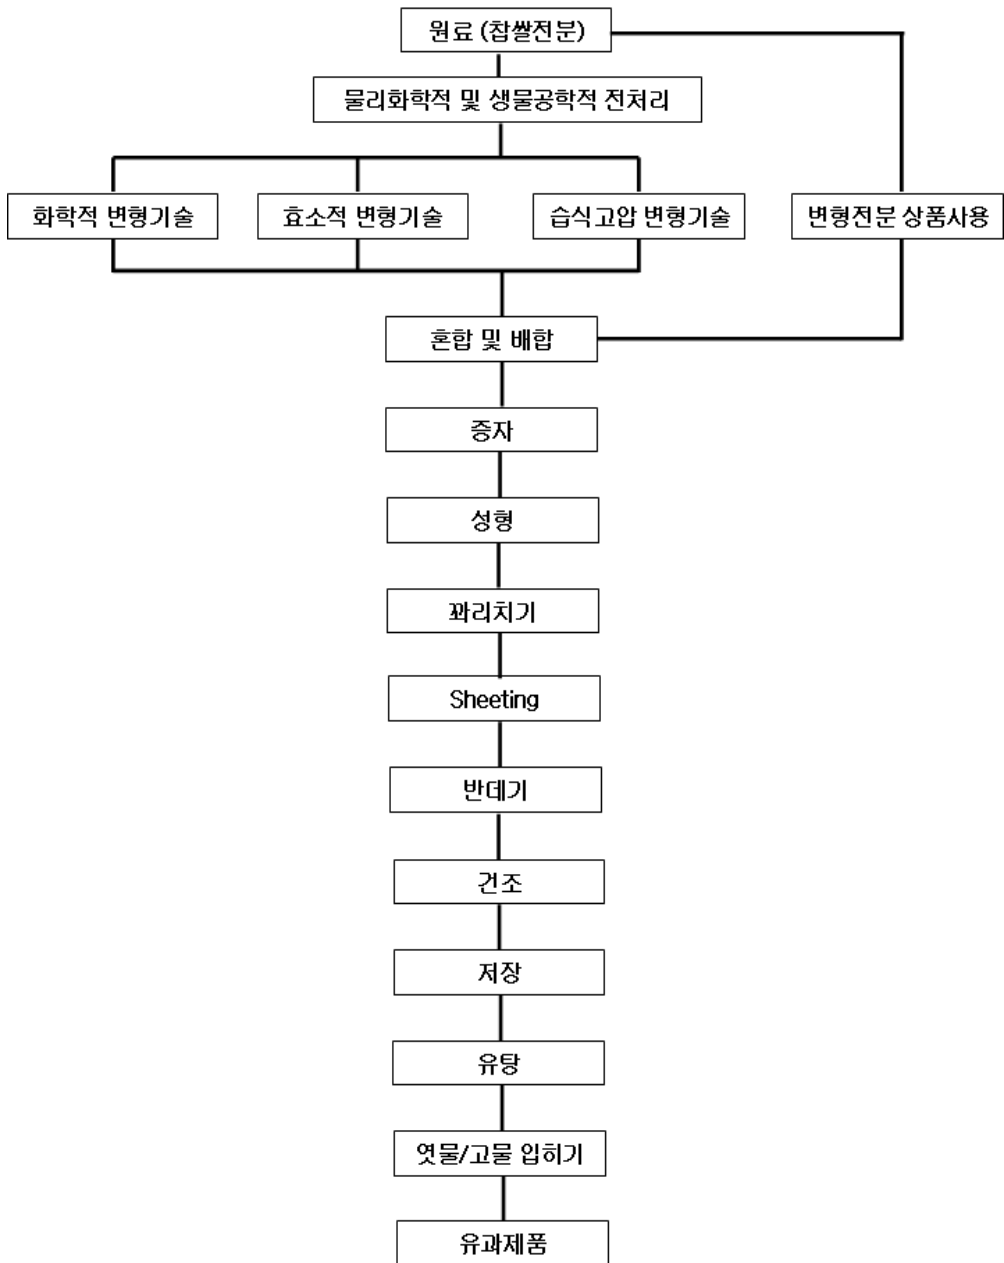 원료 (찹쌀전분)
물리화학적 및 생물공학적 전처리
화학적 변형기술
효소적 변형기술
습식고압 변형기술
변형전분 상품사용
혼합 및 배합
증자
성형
꽈리치기
Sheeting
반데기
건조
저장
유탕
엿물/고물 입히기
유과제품